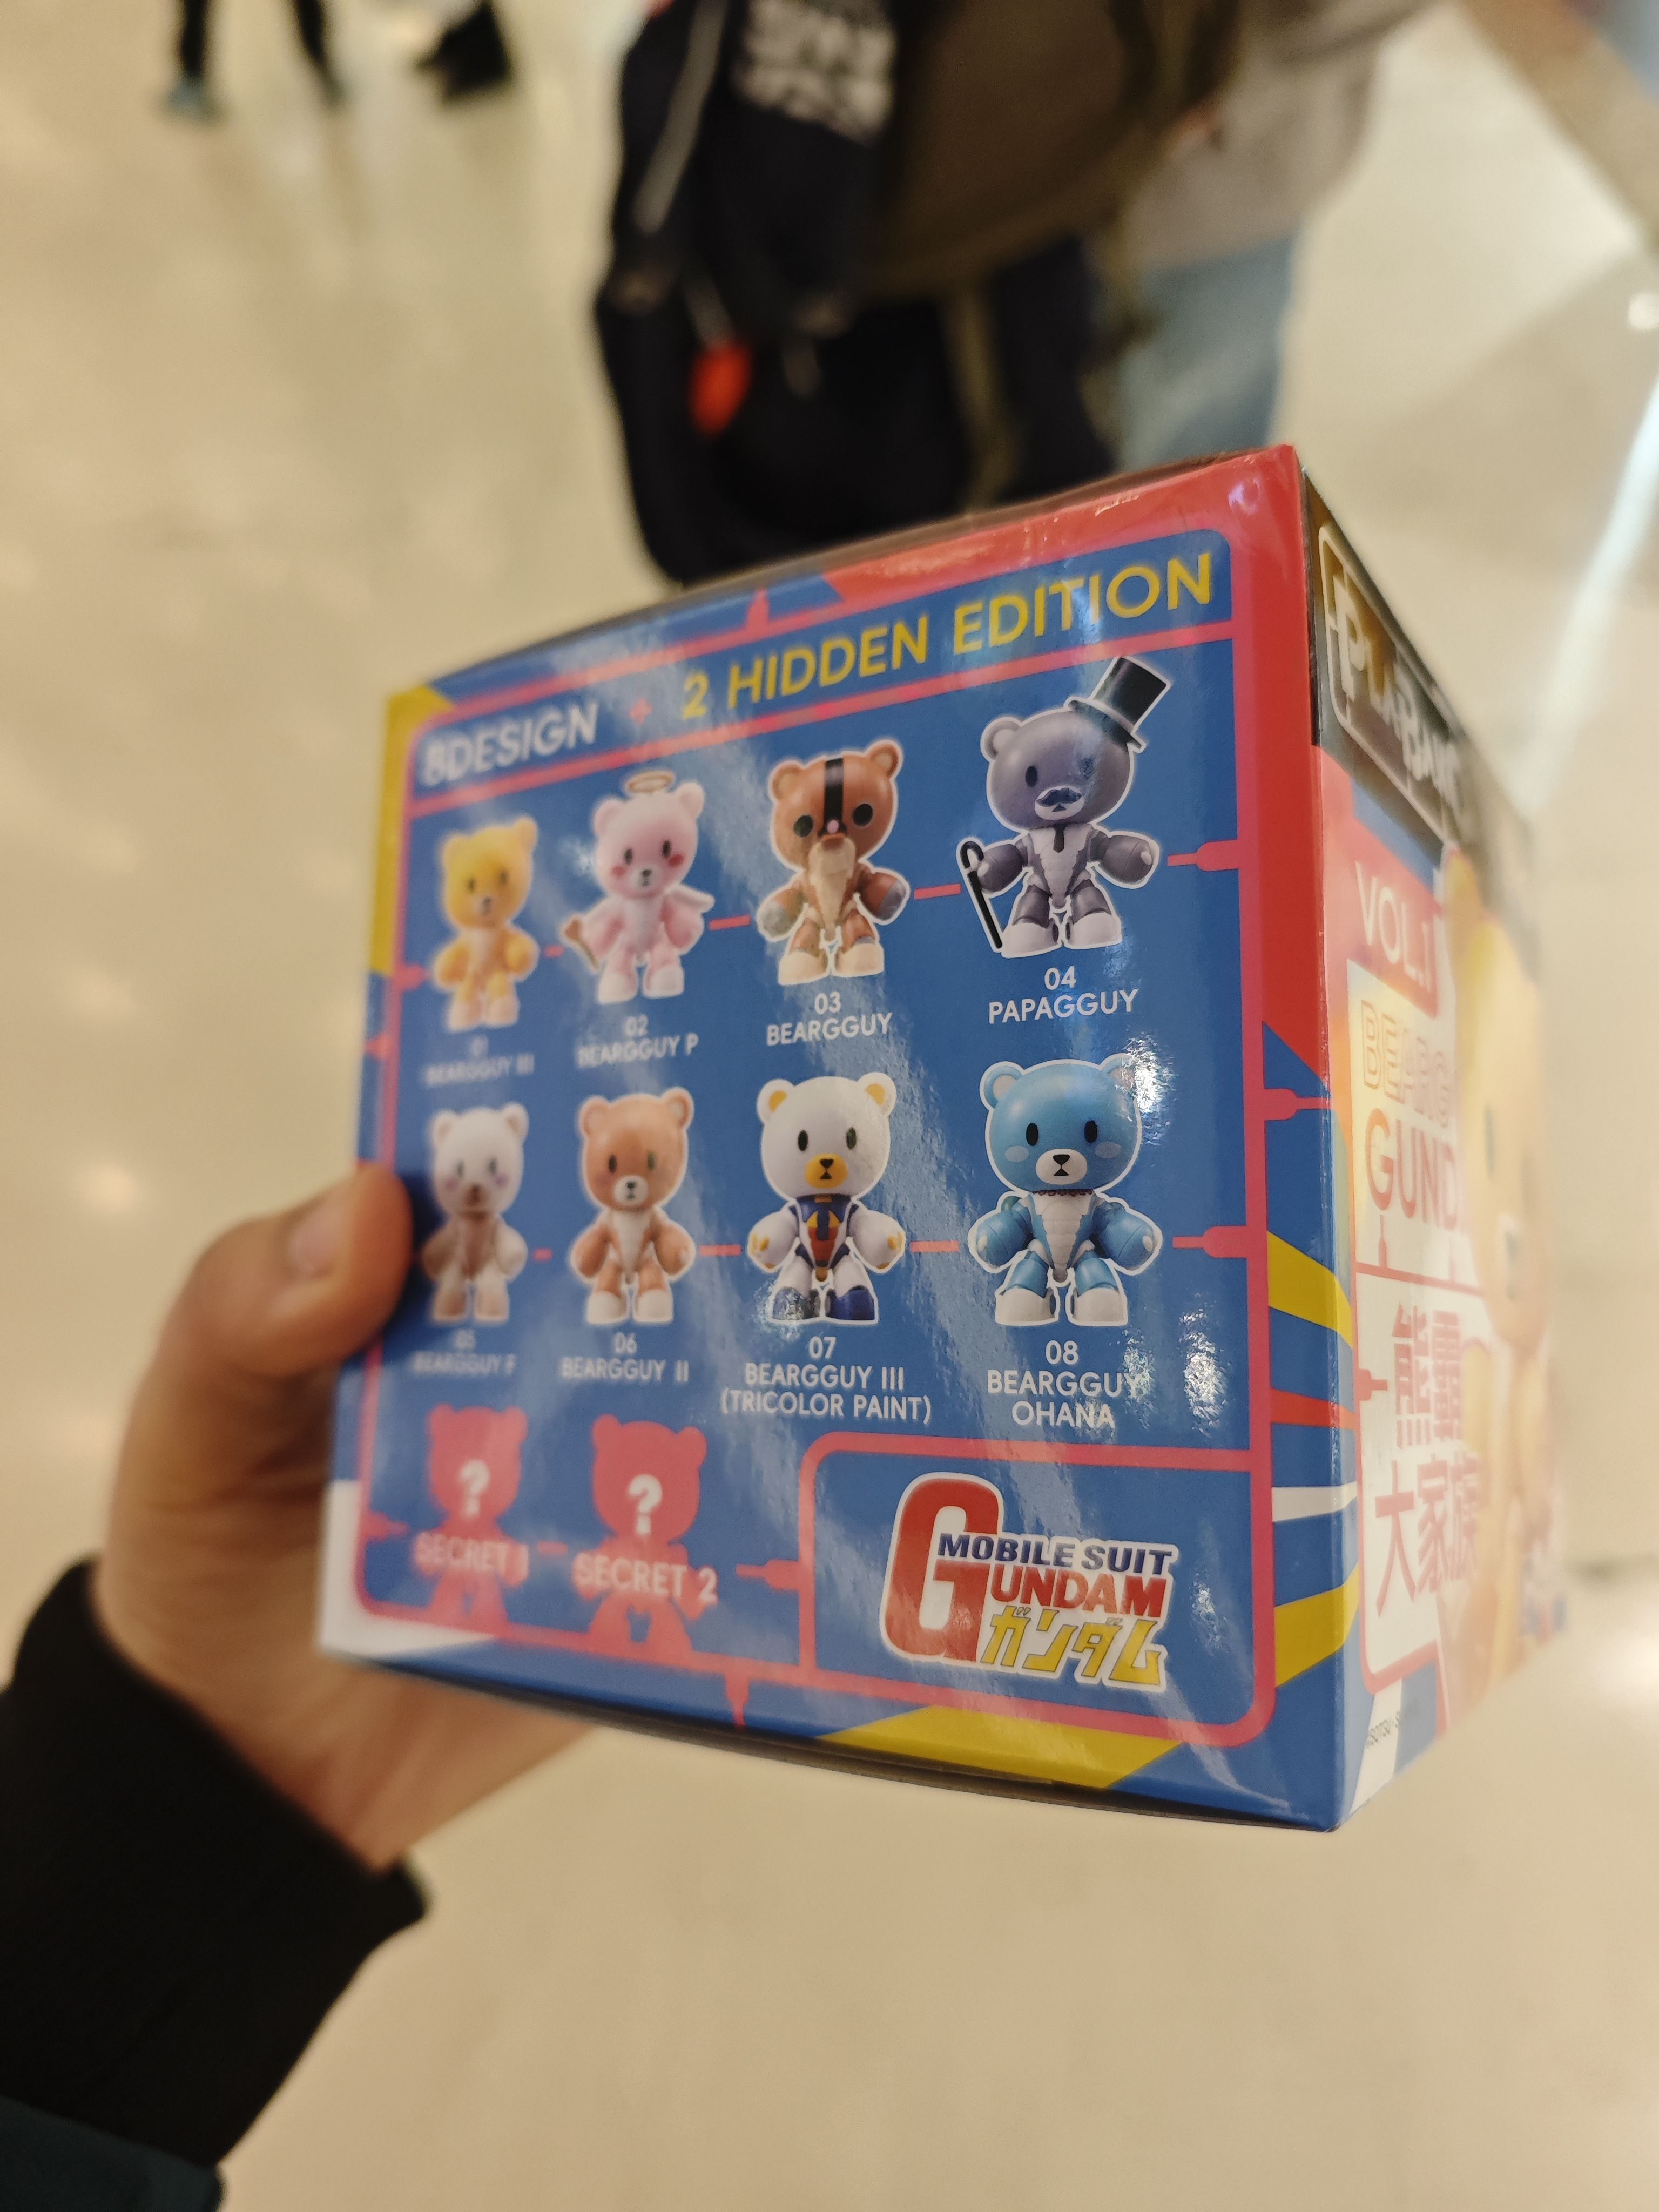 8DESIGN + 2 HIDDEN EDITION
01
BEARGGUY III
02
BEARGGUY P
03
BEARGGUY
04
PAPAGGUY
05
BEARGGUY F
06
BEARGGUY II
07
BEARGGUY III
(TRICOLOR PAINT)
08
BEARGGUY
OHANA
?
SECRET 1
?
SECRET 2
MOBILE SUIT
GUNDAM
ガンダム
VOL.1
熊霸
大家族